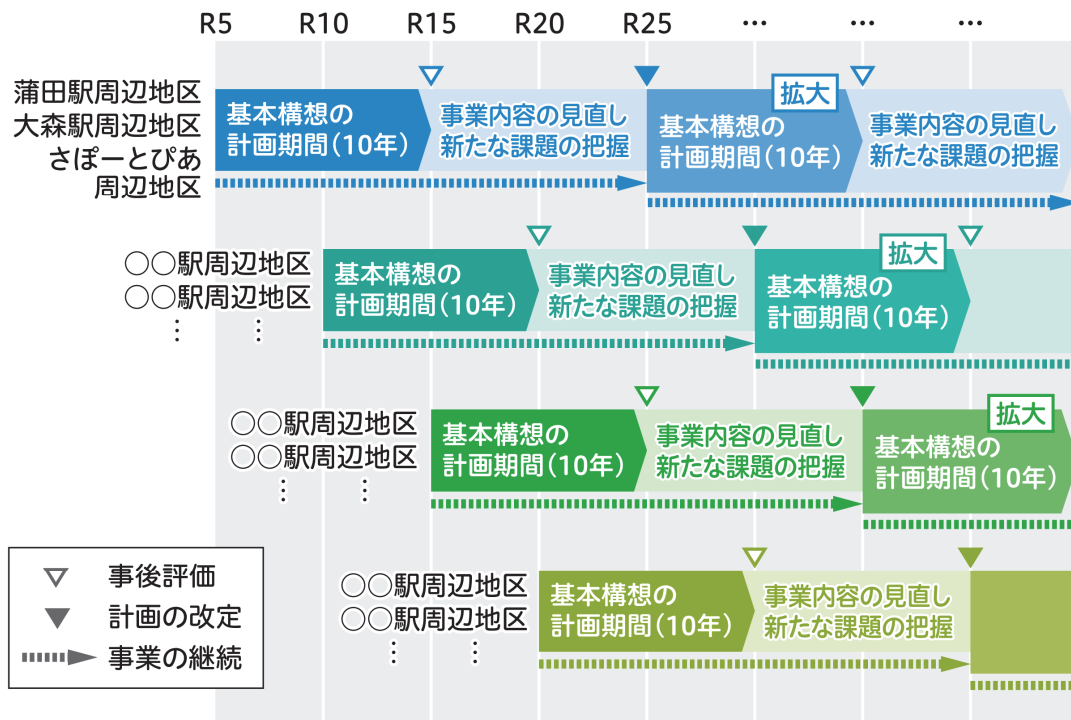 R5 R10 R15 R20 R25 … … …
蒲田駅周辺地区
大森駅周辺地区
さぽーとぴあ
周辺地区
基本構想の
計画期間(10年)
事業内容の見直し
新たな課題の把握
拡大
基本構想の
計画期間(10年)
事業内容の見直し
新たな課題の把握
○○駅周辺地区
○○駅周辺地区
⋮ ⋮
基本構想の
計画期間(10年)
事業内容の見直し
新たな課題の把握
拡大
基本構想の
計画期間(10年)
○○駅周辺地区
○○駅周辺地区
⋮ ⋮
基本構想の
計画期間(10年)
事業内容の見直し
新たな課題の把握
拡大
基本構想の
計画期間(10年)
○○駅周辺地区
○○駅周辺地区
⋮ ⋮
基本構想の
計画期間(10年)
事業内容の見直し
新たな課題の把握
事後評価
計画の改定
事業の継続